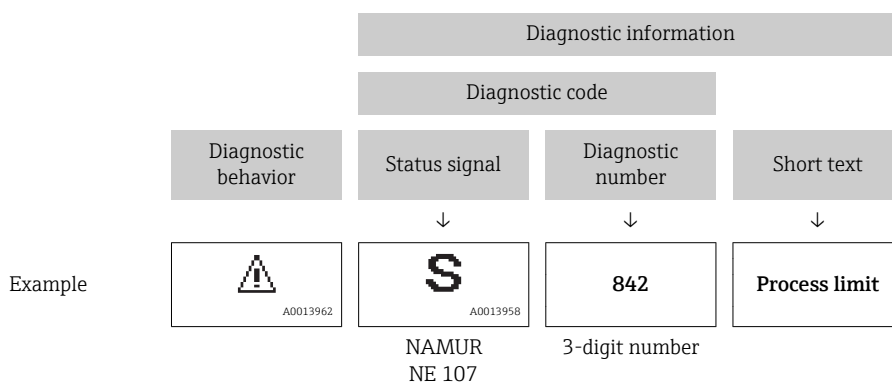 Diagnostic information
Diagnostic code
Diagnostic
behavior
Status signal
Diagnostic
number
Short text
↓ ↓ ↓
Example
A0013962
S
A0013958
842
Process limit
NAMUR
NE 107
3-digit number